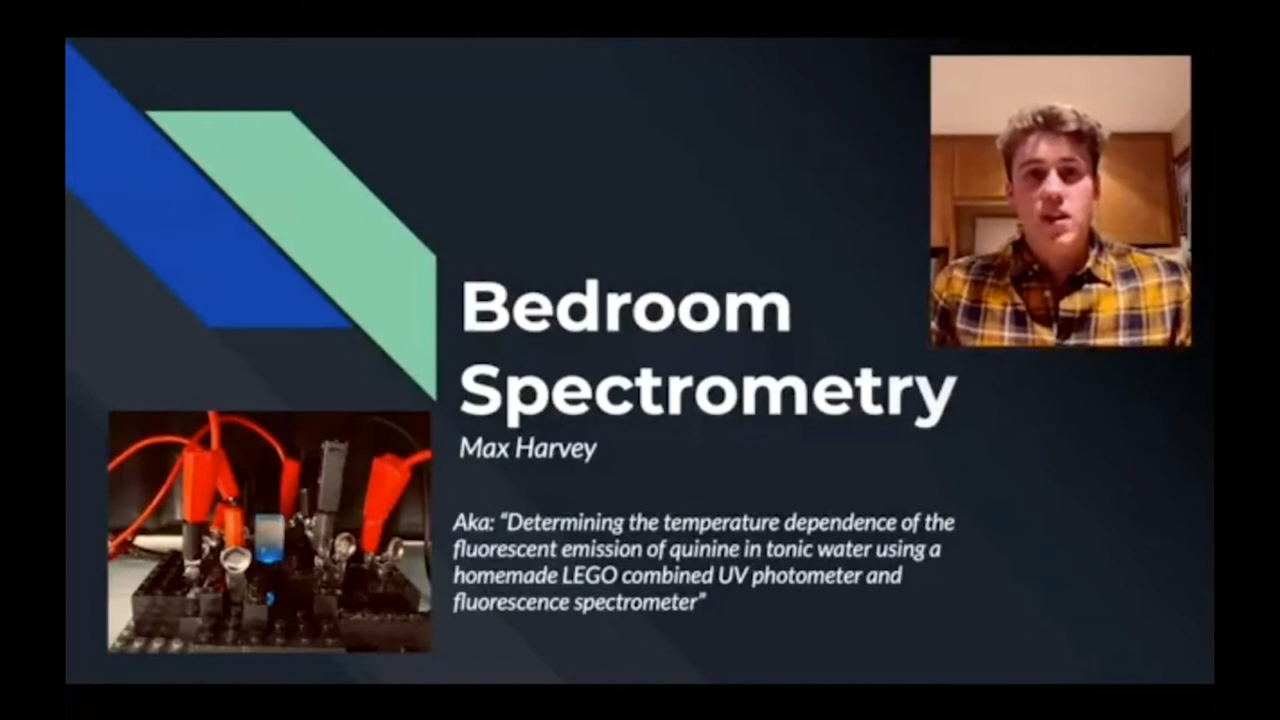 Bedroom
Spectrometry
Max Harvey
Aka: “Determining the temperature dependence of the
fluorescent emission of quinine in tonic water using a
homemade LEGO combined UV photometer and
fluorescence spectrometer”